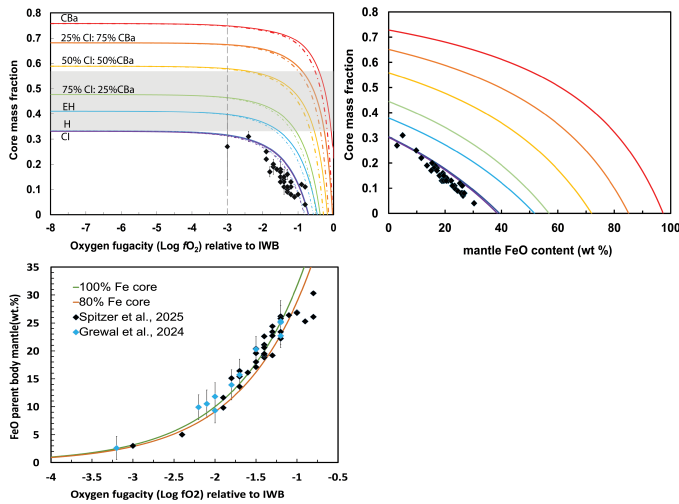 0.8
0.7
0.6
0.5
0.4
0.3
0.2
0.1
0
Core mass fraction
CBa
25% CI: 75% CBa
50% CI: 50%CBa
75% CI: 25%CBa
EH
H
CI
-8 -7 -6 -5 -4 -3 -2 -1 0
Oxygen fugacity (Log fO2) relative to IWB
0.8
0.7
0.6
0.5
0.4
0.3
0.2
0.1
0
Core mass fraction
0 20 40 60 80 100
mantle FeO content (wt %)
35
30
25
20
15
10
5
0
FeO parent body mantle(wt.%)
100% Fe core
80% Fe core
Spitzer et al., 2025
Grewal et al., 2024
-4 -3.5 -3 -2.5 -2 -1.5 -1 -0.5
Oxygen fugacity (Log fO2) relative to IWB